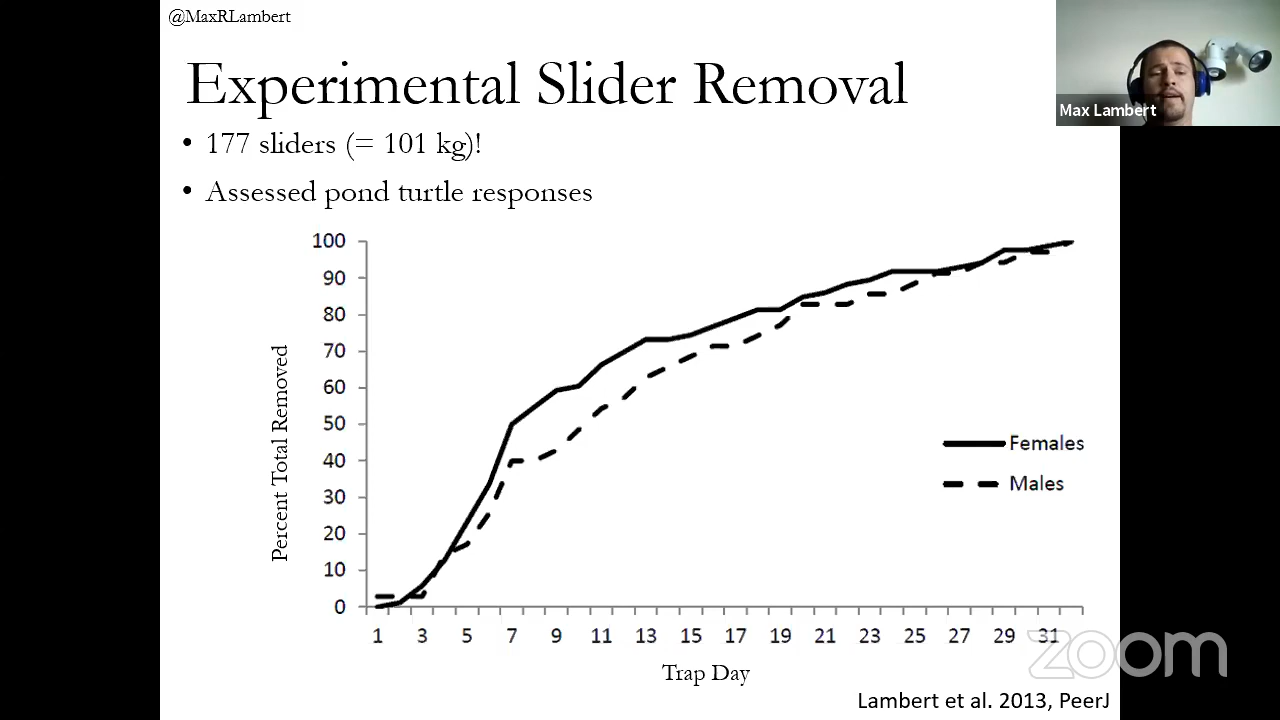 @MaxRLambert
Experimental Slider Removal
Max Lambert
• 177 sliders (= 101 kg)!
• Assessed pond turtle responses
100
90
80
70
60
50
40
30
20
10
0
Percent Total Removed
Females
Males
1 3 5 7 9 11 13 15 17 19 21 23 25 27 29 31
Trap Day
zoom
Lambert et al. 2013, PeerJ